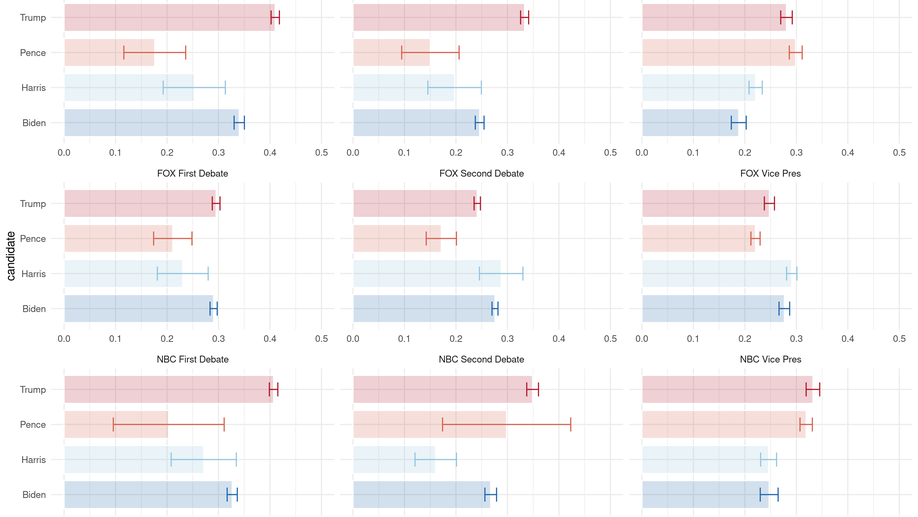 Trump
Pence
Harris
Biden
0.0 0.1 0.2 0.3 0.4 0.5 0.0 0.1 0.2 0.3 0.4 0.5 0.0 0.1 0.2 0.3 0.4 0.5
FOX First Debate FOX Second Debate FOX Vice Pres
Trump
Pence
candidate
Harris
Biden
0.0 0.1 0.2 0.3 0.4 0.5 0.0 0.1 0.2 0.3 0.4 0.5 0.0 0.1 0.2 0.3 0.4 0.5
NBC First Debate NBC Second Debate NBC Vice Pres
Trump
Pence
Harris
Biden